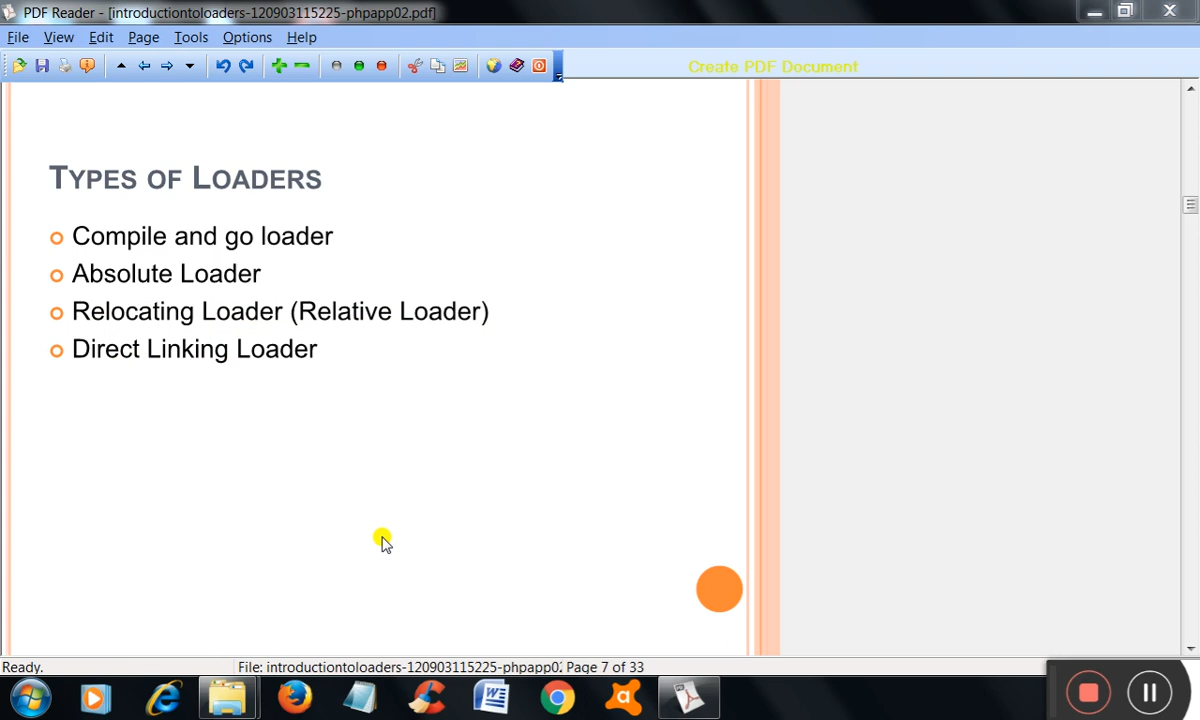 PDF Reader - [introductiontoloaders-120903115225-phpapp02.pdf]
File View Edit Page Tools Options Help
Create PDF Document
TYPES OF LOADERS
Compile and go loader
Absolute Loader
Relocating Loader (Relative Loader)
Direct Linking Loader
Ready. File: introductiontoloaders-120903115225-phpapp02 Page 7 of 33